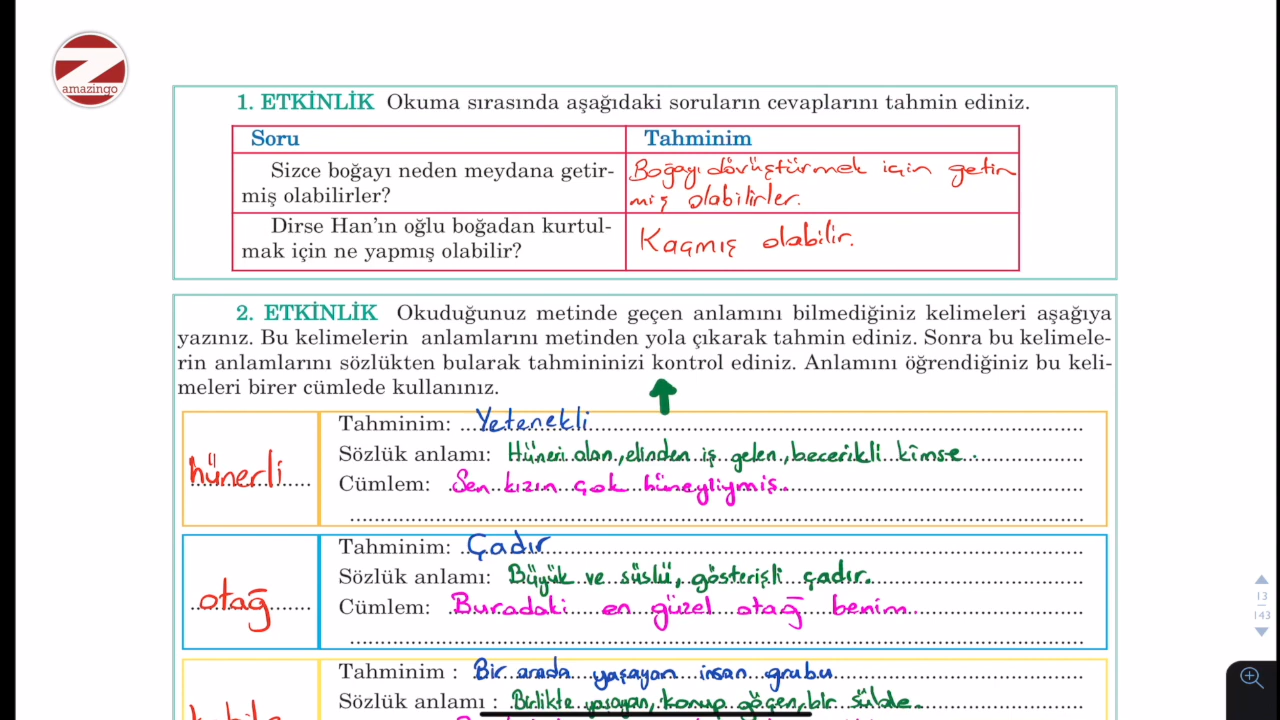 Z
amazingo
1. ETKİNLİK Okuma sırasında aşağıdaki soruların cevaplarını tahmin ediniz.
Soru
Tahminim
Sizce boğayı neden meydana getir-
miş olabilirler?
Boğayı dövüştürmek için getir
miş olabilirler.
Dirse Han'ın oğlu boğadan kurtul-
mak için ne yapmış olabilir?
Kaçmış olabilir.
2. ETKİNLİK Okuduğunuz metinde geçen anlamını bilmediğiniz kelimeleri aşağıya
yazınız. Bu kelimelerin anlamlarını metinden yola çıkarak tahmin ediniz. Sonra bu kelimele-
rin anlamlarını sözlükten bularak tahmininizi kontrol ediniz. Anlamını öğrendiğiniz bu keli-
meleri birer cümlede kullanınız.
hünerli
Tahminim: Yetenekli
Sözlük anlamı: Hüneri olan, elinden iş gelen, becerikli kimse.
Cümlem: Sen kızın çok hünerliymiş.
otağ
Tahminim: Çadır
Sözlük anlamı: Büyük ve süslü, gösterişli çadır.
Cümlem: Buradaki en güzel otağ benim.
Tahminim : Bir arada yaşayan insan grubu
Sözlük anlamı : Birlikte yaşayan, konup göçen, bir
13
143